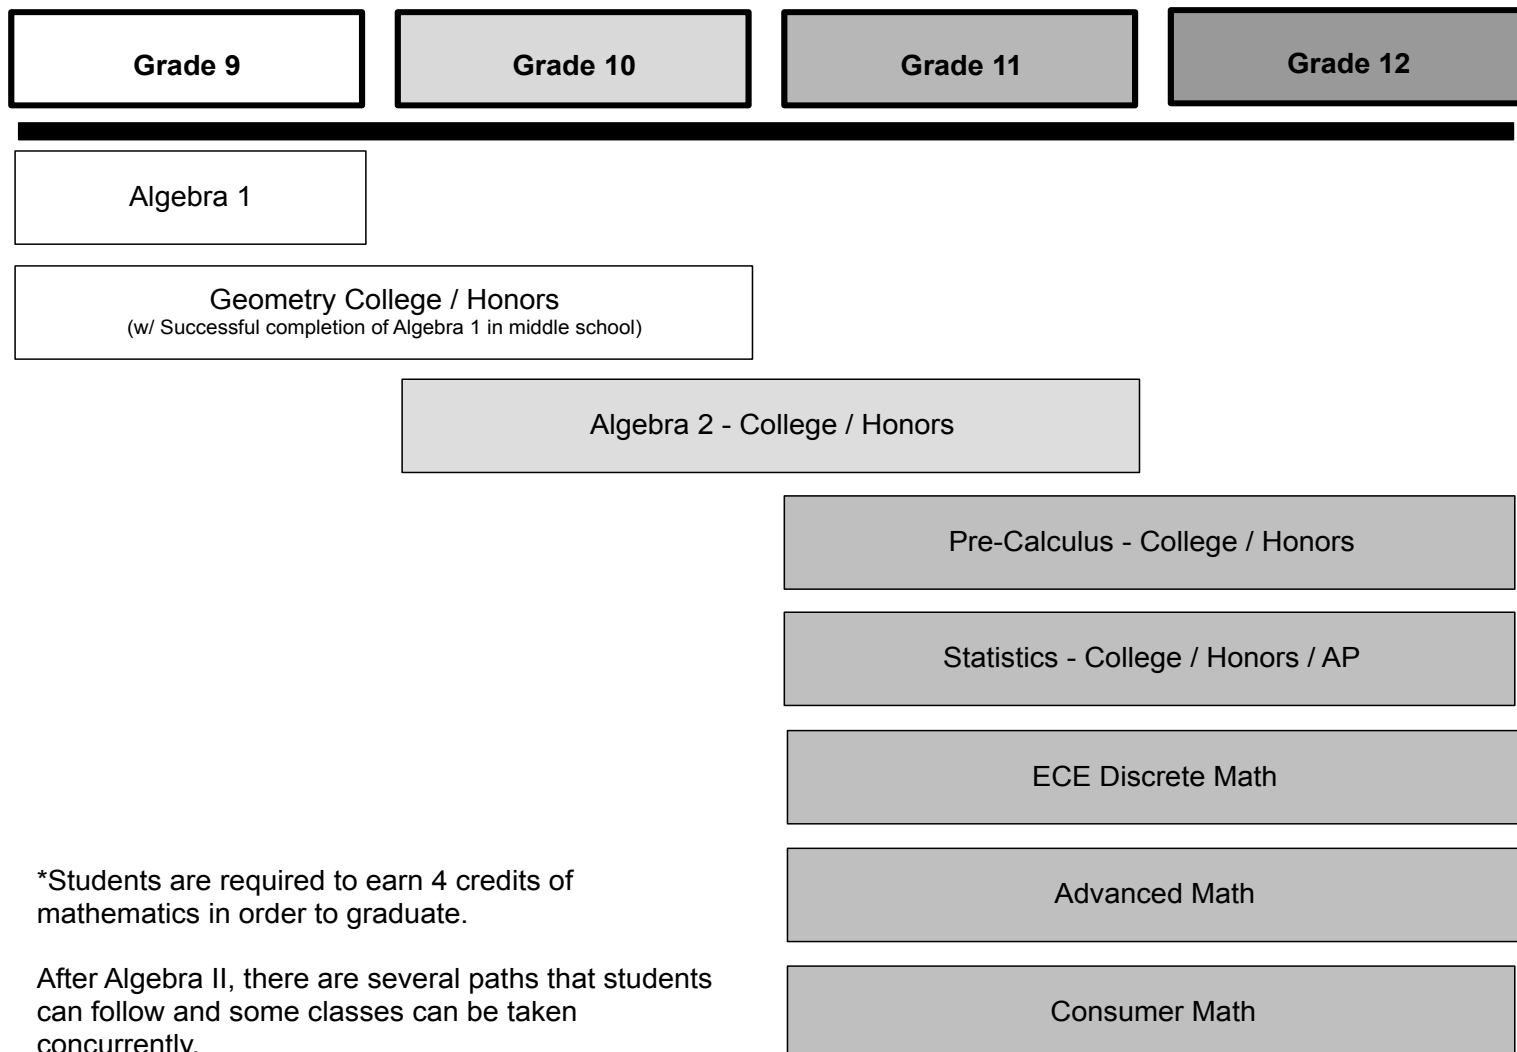 Grade 9
Grade 10
Grade 11
Grade 12
Algebra 1
Geometry College / Honors
(w/ Successful completion of Algebra 1 in middle school)
Algebra 2 - College / Honors
Pre-Calculus - College / Honors
Statistics - College / Honors / AP
ECE Discrete Math
Advanced Math
Consumer Math
*Students are required to earn 4 credits of
mathematics in order to graduate.
After Algebra II, there are several paths that students
can follow and some classes can be taken
concurrently.